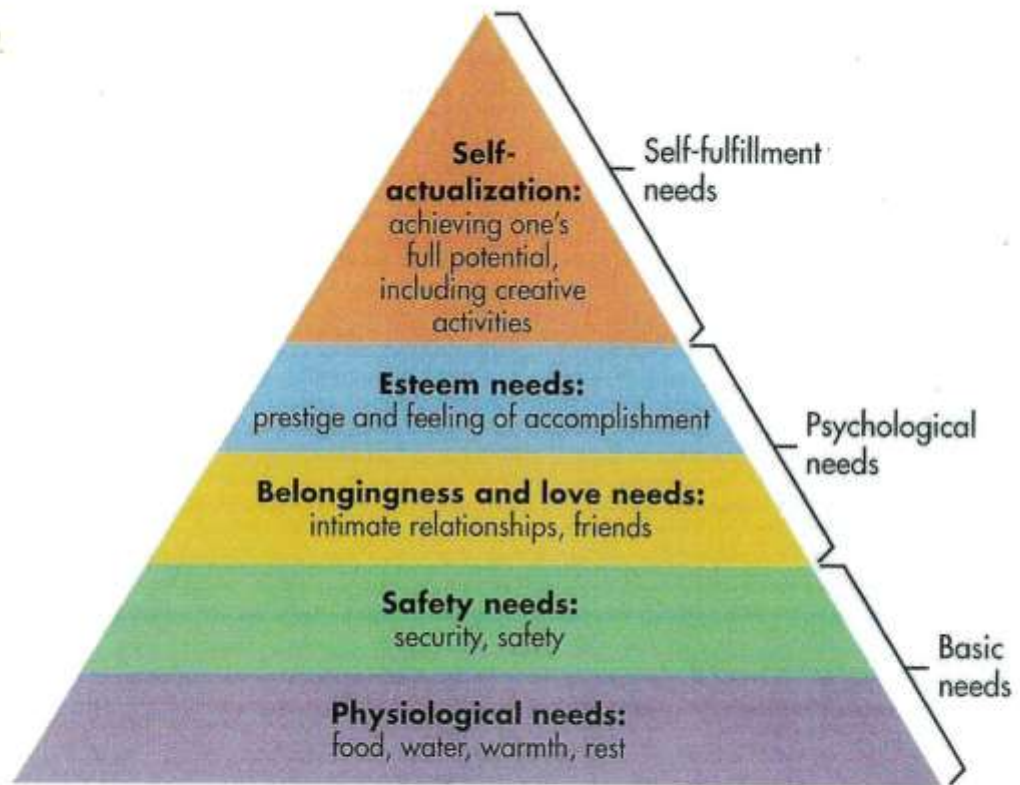 Self-
actualization:
achieving one's
full potential,
including creative
activities
Self-fulfillment
needs
Esteem needs:
prestige and feeling of accomplishment
Psychological
needs
Belongingness and love needs:
intimate relationships, friends
Safety needs:
security, safety
Basic
needs
Physiological needs:
food, water, warmth, rest